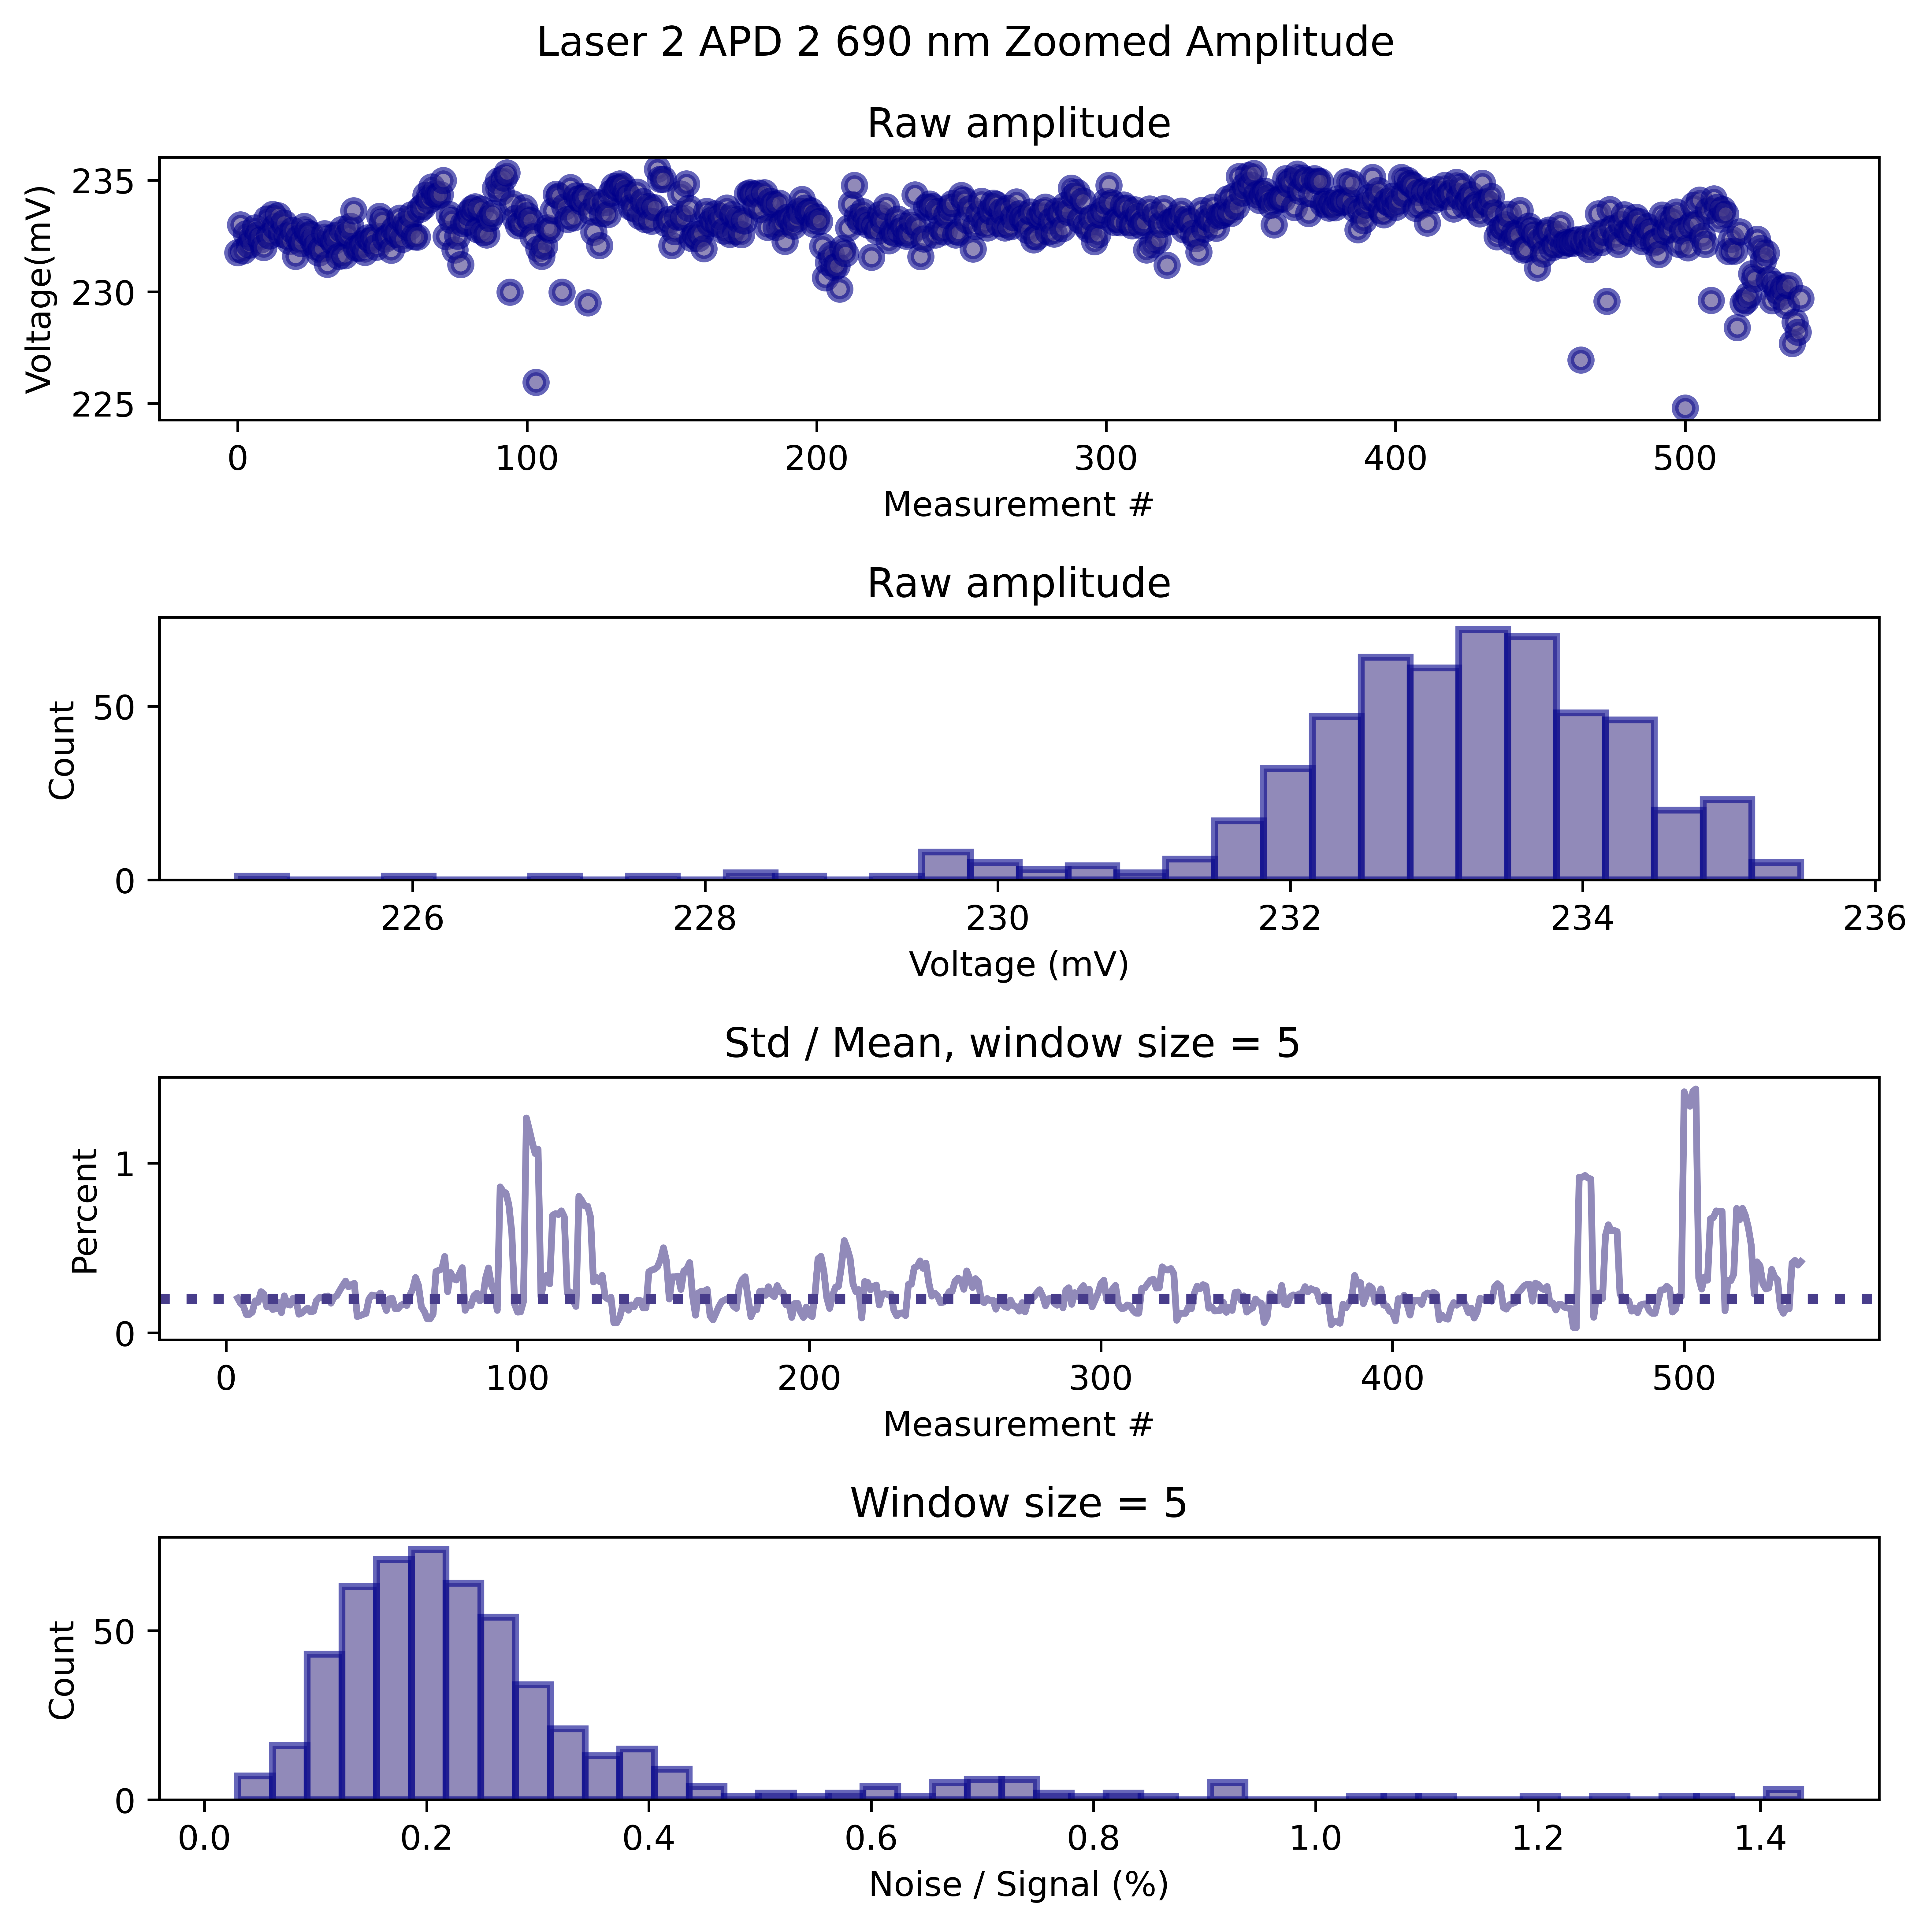 Laser 2 APD 2 690 nm Zoomed Amplitude
Raw amplitude
Voltage(mV)
235
230
225
0 100 200 300 400 500
Measurement #
Raw amplitude
Count
50
0
226 228 230 232 234 236
Voltage (mV)
Std / Mean, window size = 5
Percent
1
0
0 100 200 300 400 500
Measurement #
Window size = 5
Count
50
0
0.0 0.2 0.4 0.6 0.8 1.0 1.2 1.4
Noise / Signal (%)